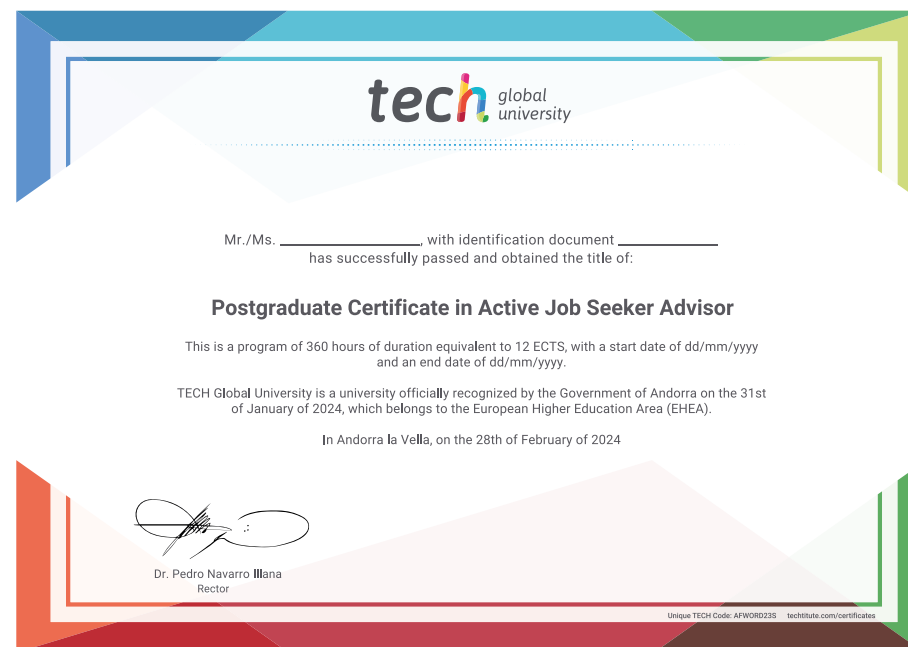 tech global
university
Mr./Ms. ____________, with identification document ____________
has successfully passed and obtained the title of:
Postgraduate Certificate in Active Job Seeker Advisor
This is a program of 360 hours of duration equivalent to 12 ECTS, with a start date of dd/mm/yyyy
and an end date of dd/mm/yyyy.
TECH Global University is a university officially recognized by the Government of Andorra on the 31st
of January of 2024, which belongs to the European Higher Education Area (EHEA).
In Andorra la Vella, on the 28th of February of 2024
Dr. Pedro Navarro Illana
Rector
Unique TECH Code: AFWORD23S techtitute.com/certificates